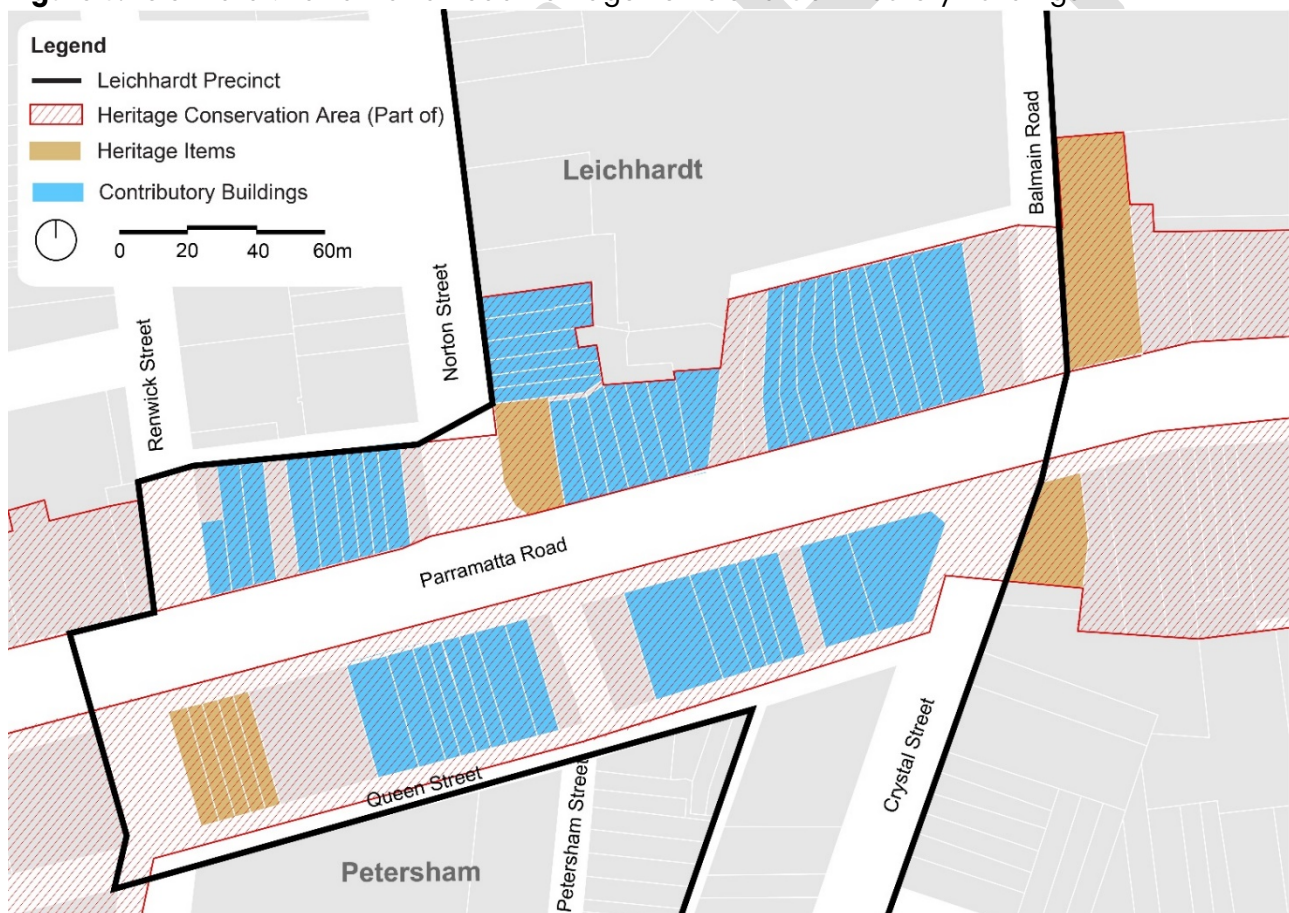 Legend
Leichhardt Precinct
Heritage Conservation Area (Part of)
Heritage Items
Contributory Buildings
0 20 40 60m
Leichhardt
Balmain Road
Norton Street
Renwick Street
Parramatta Road
Queen Street
Petersham Street
Crystal Street
Petersham